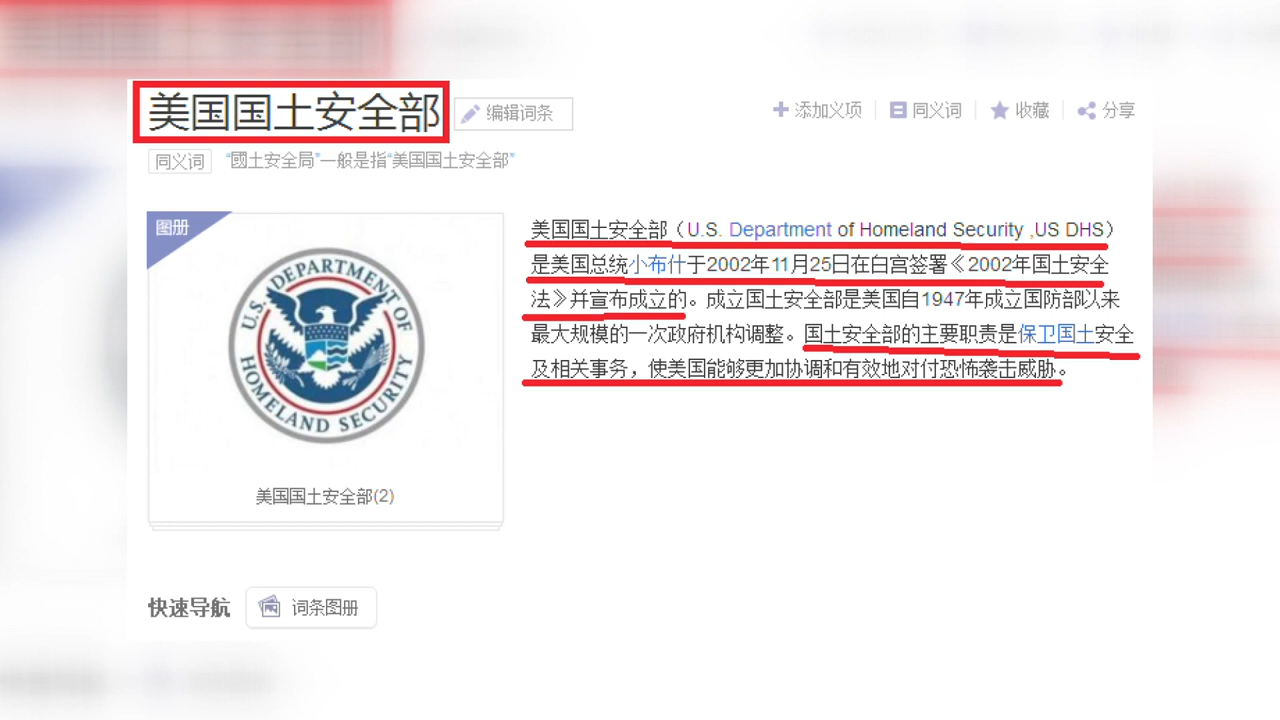 美国国土安全部
编辑词条
添加义项
同义词
收藏
分享
同义词
“國土安全局”一般是指“美国国土安全部”
图册
美国国土安全部（U.S. Department of Homeland Security ,US DHS）
是美国总统小布什于2002年11月25日在白宫签署《2002年国土安全
法》并宣布成立的。成立国土安全部是美国自1947年成立国防部以来
最大规模的一次政府机构调整。国土安全部的主要职责是保卫国土安全
及相关事务，使美国能够更加协调和有效地对付恐怖袭击威胁。
U.S. DEPARTMENT OF
HOMELAND SECURITY
美国国土安全部(2)
快速导航
词条图册